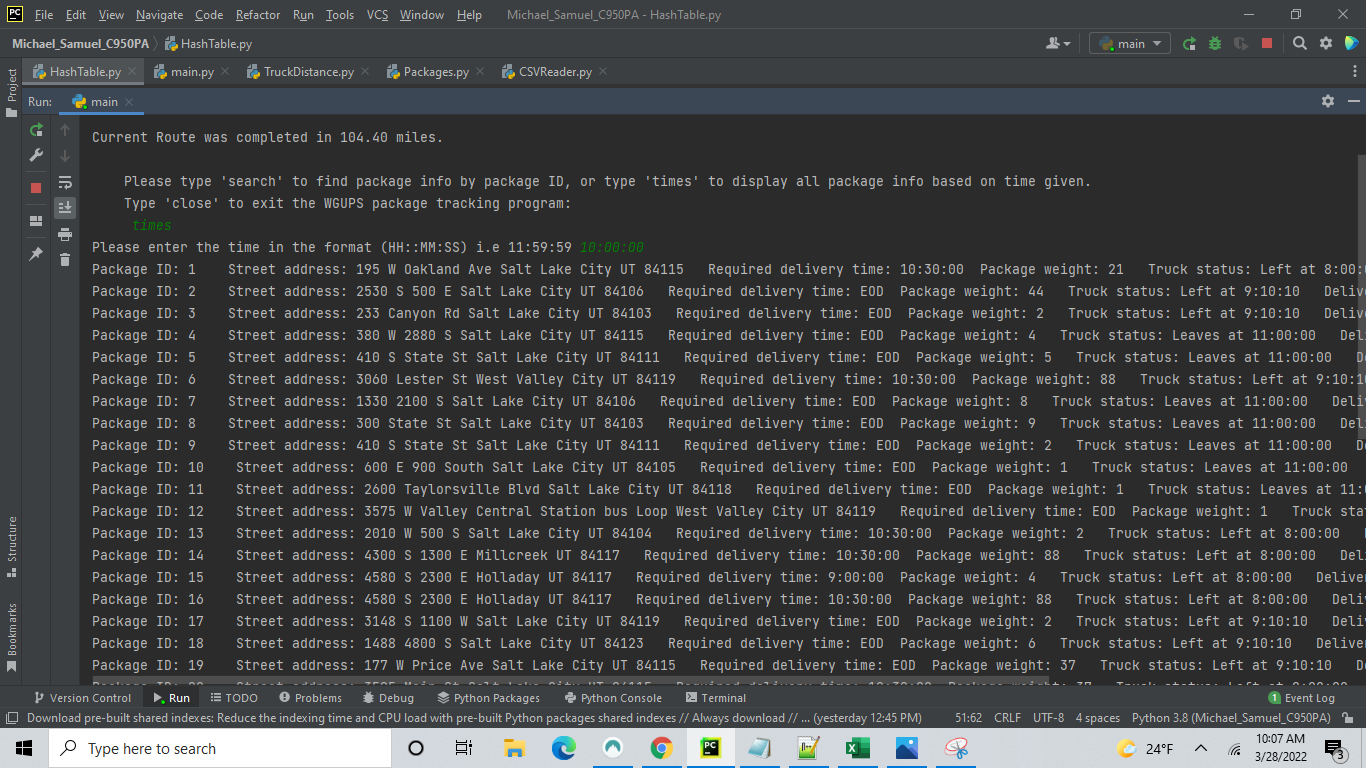 PC File Edit View Navigate Code Refactor Run Tools VCS Window Help Michael_Samuel_C950PA - HashTable.py
Michael_Samuel_C950PA HashTable.py main
HashTable.py main.py TruckDistance.py Packages.py CSVReader.py
Project
Run: main
Current Route was completed in 104.40 miles.
Please type 'search' to find package info by package ID, or type 'times' to display all package info based on time given.
Type 'close' to exit the WGUPS package tracking program:
times
Please enter the time in the format (HH::MM:SS) i.e 11:59:59 10:00:00
Package ID: 1 Street address: 195 W Oakland Ave Salt Lake City UT 84115 Required delivery time: 10:30:00 Package weight: 21 Truck status: Left at 8:00:
Package ID: 2 Street address: 2530 S 500 E Salt Lake City UT 84106 Required delivery time: EOD Package weight: 44 Truck status: Left at 9:10:10 Deliv
Package ID: 3 Street address: 233 Canyon Rd Salt Lake City UT 84103 Required delivery time: EOD Package weight: 2 Truck status: Left at 9:10:10 Deliv
Package ID: 4 Street address: 380 W 2880 S Salt Lake City UT 84115 Required delivery time: EOD Package weight: 4 Truck status: Leaves at 11:00:00 Deli
Package ID: 5 Street address: 410 S State St Salt Lake City UT 84111 Required delivery time: EOD Package weight: 5 Truck status: Leaves at 11:00:00 De
Package ID: 6 Street address: 3060 Lester St West Valley City UT 84119 Required delivery time: 10:30:00 Package weight: 88 Truck status: Left at 9:10:1
Package ID: 7 Street address: 1330 2100 S Salt Lake City UT 84106 Required delivery time: EOD Package weight: 8 Truck status: Leaves at 11:00:00 Deli
Package ID: 8 Street address: 300 State St Salt Lake City UT 84103 Required delivery time: EOD Package weight: 9 Truck status: Leaves at 11:00:00 Deli
Package ID: 9 Street address: 410 S State St Salt Lake City UT 84111 Required delivery time: EOD Package weight: 2 Truck status: Leaves at 11:00:00 De
Package ID: 10 Street address: 600 E 900 South Salt Lake City UT 84105 Required delivery time: EOD Package weight: 1 Truck status: Leaves at 11:00:00
Package ID: 11 Street address: 2600 Taylorsville Blvd Salt Lake City UT 84118 Required delivery time: EOD Package weight: 1 Truck status: Leaves at 11:
Package ID: 12 Street address: 3575 W Valley Central Station bus Loop West Valley City UT 84119 Required delivery time: EOD Package weight: 1 Truck stat
Package ID: 13 Street address: 2010 W 500 S Salt Lake City UT 84104 Required delivery time: 10:30:00 Package weight: 2 Truck status: Left at 8:00:00
Package ID: 14 Street address: 4300 S 1300 E Millcreek UT 84117 Required delivery time: 10:30:00 Package weight: 88 Truck status: Left at 8:00:00 Deli
Package ID: 15 Street address: 4580 S 2300 E Holladay UT 84117 Required delivery time: 9:00:00 Package weight: 4 Truck status: Left at 8:00:00 Deliver
Package ID: 16 Street address: 4580 S 2300 E Holladay UT 84117 Required delivery time: 10:30:00 Package weight: 88 Truck status: Left at 8:00:00 Deliv
Package ID: 17 Street address: 3148 S 1100 W Salt Lake City UT 84119 Required delivery time: EOD Package weight: 2 Truck status: Left at 9:10:10 Deliv
Package ID: 18 Street address: 1488 4800 S Salt Lake City UT 84123 Required delivery time: EOD Package weight: 6 Truck status: Left at 9:10:10 Deliver
Package ID: 19 Street address: 177 W Price Ave Salt Lake City UT 84115 Required delivery time: EOD Package weight: 37 Truck status: Left at 9:10:10 De
Structure
Bookmarks
Version Control Run TODO Problems Debug Python Packages Python Console Terminal 1 Event Log
Download pre-built shared indexes: Reduce the indexing time and CPU load with pre-built Python packages shared indexes // Always download // ... (yesterday 12:45 PM) 51:62 CRLF UTF-8 4 spaces Python 3.8 (Michael_Samuel_C950PA)
Type here to search 24°F 10:07 AM
3/28/2022 3